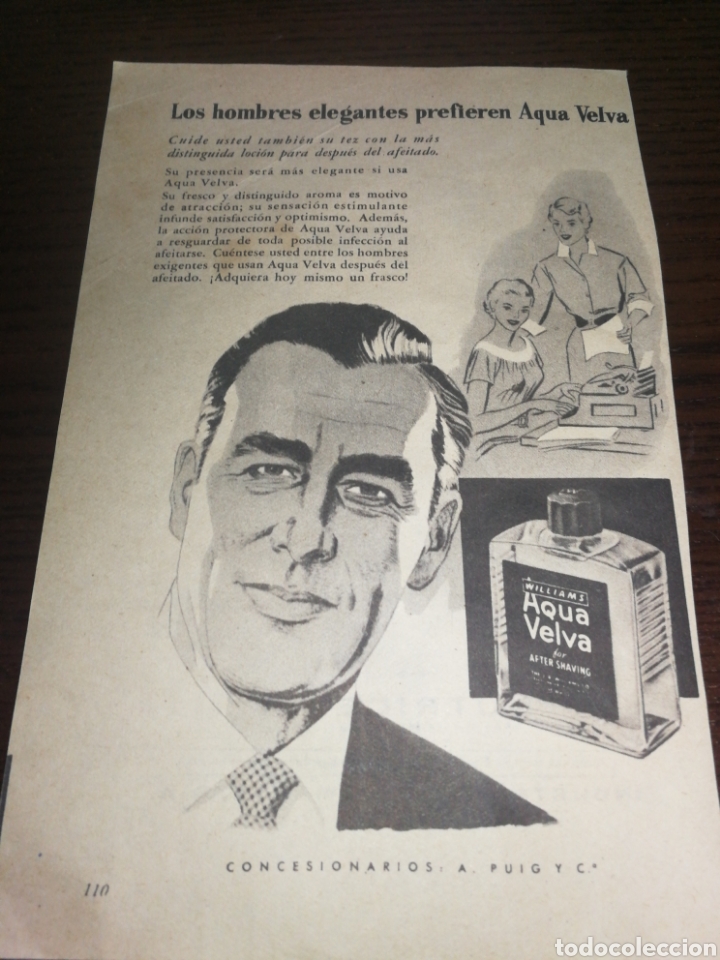 Los hombres elegantes prefieren Aqua Velva
Cuide usted también su tez con la más
distinguida loción para después del afeitado.
Su presencia será más elegante si usa
Aqua Velva.
Su fresco y distinguido aroma es motivo
de atracción; su sensación estimulante
infunde satisfacción y optimismo. Además,
la acción protectora de Aqua Velva ayuda
a resguardar de toda posible infección al
afeitarse. Cuéntese usted entre los hombres
exigentes que usan Aqua Velva después del
afeitado. ¡Adquiera hoy mismo un frasco!
WILLIAMS
Aqua
Velva
for
AFTER SHAVING
CONCESIONARIOS: A. PUIG Y C.ª
110
todocoleccion